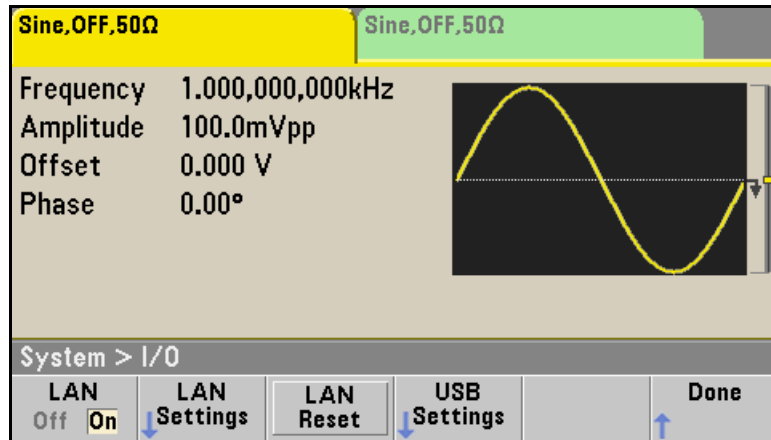 Sine,OFF,50Ω
Sine,OFF,50Ω
Frequency 1.000,000,000kHz
Amplitude 100.0mVpp
Offset 0.000 V
Phase 0.00°
System > I/O
LAN Off On
LAN Settings
LAN Reset
USB Settings
Done